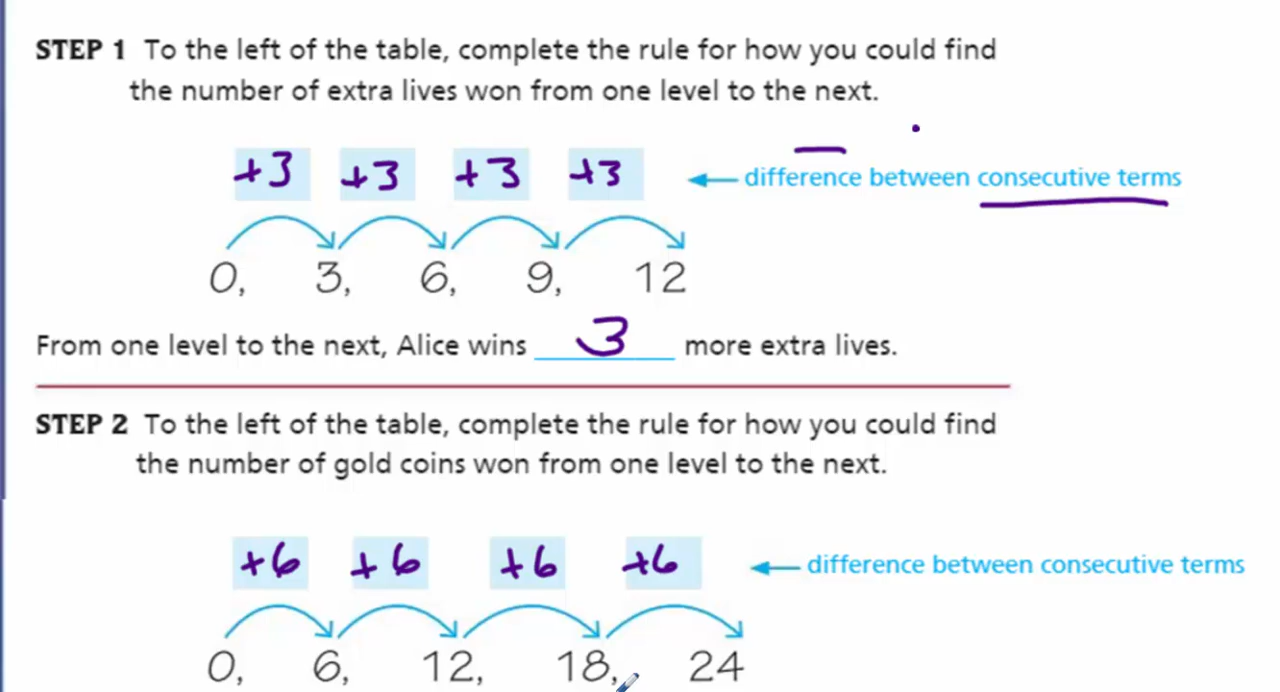 STEP 1 To the left of the table, complete the rule for how you could find
the number of extra lives won from one level to the next.
+3 +3 +3 +3 difference between consecutive terms
0, 3, 6, 9, 12
From one level to the next, Alice wins 3 more extra lives.
STEP 2 To the left of the table, complete the rule for how you could find
the number of gold coins won from one level to the next.
+6 +6 +6 +6 difference between consecutive terms
0, 6, 12, 18, 24